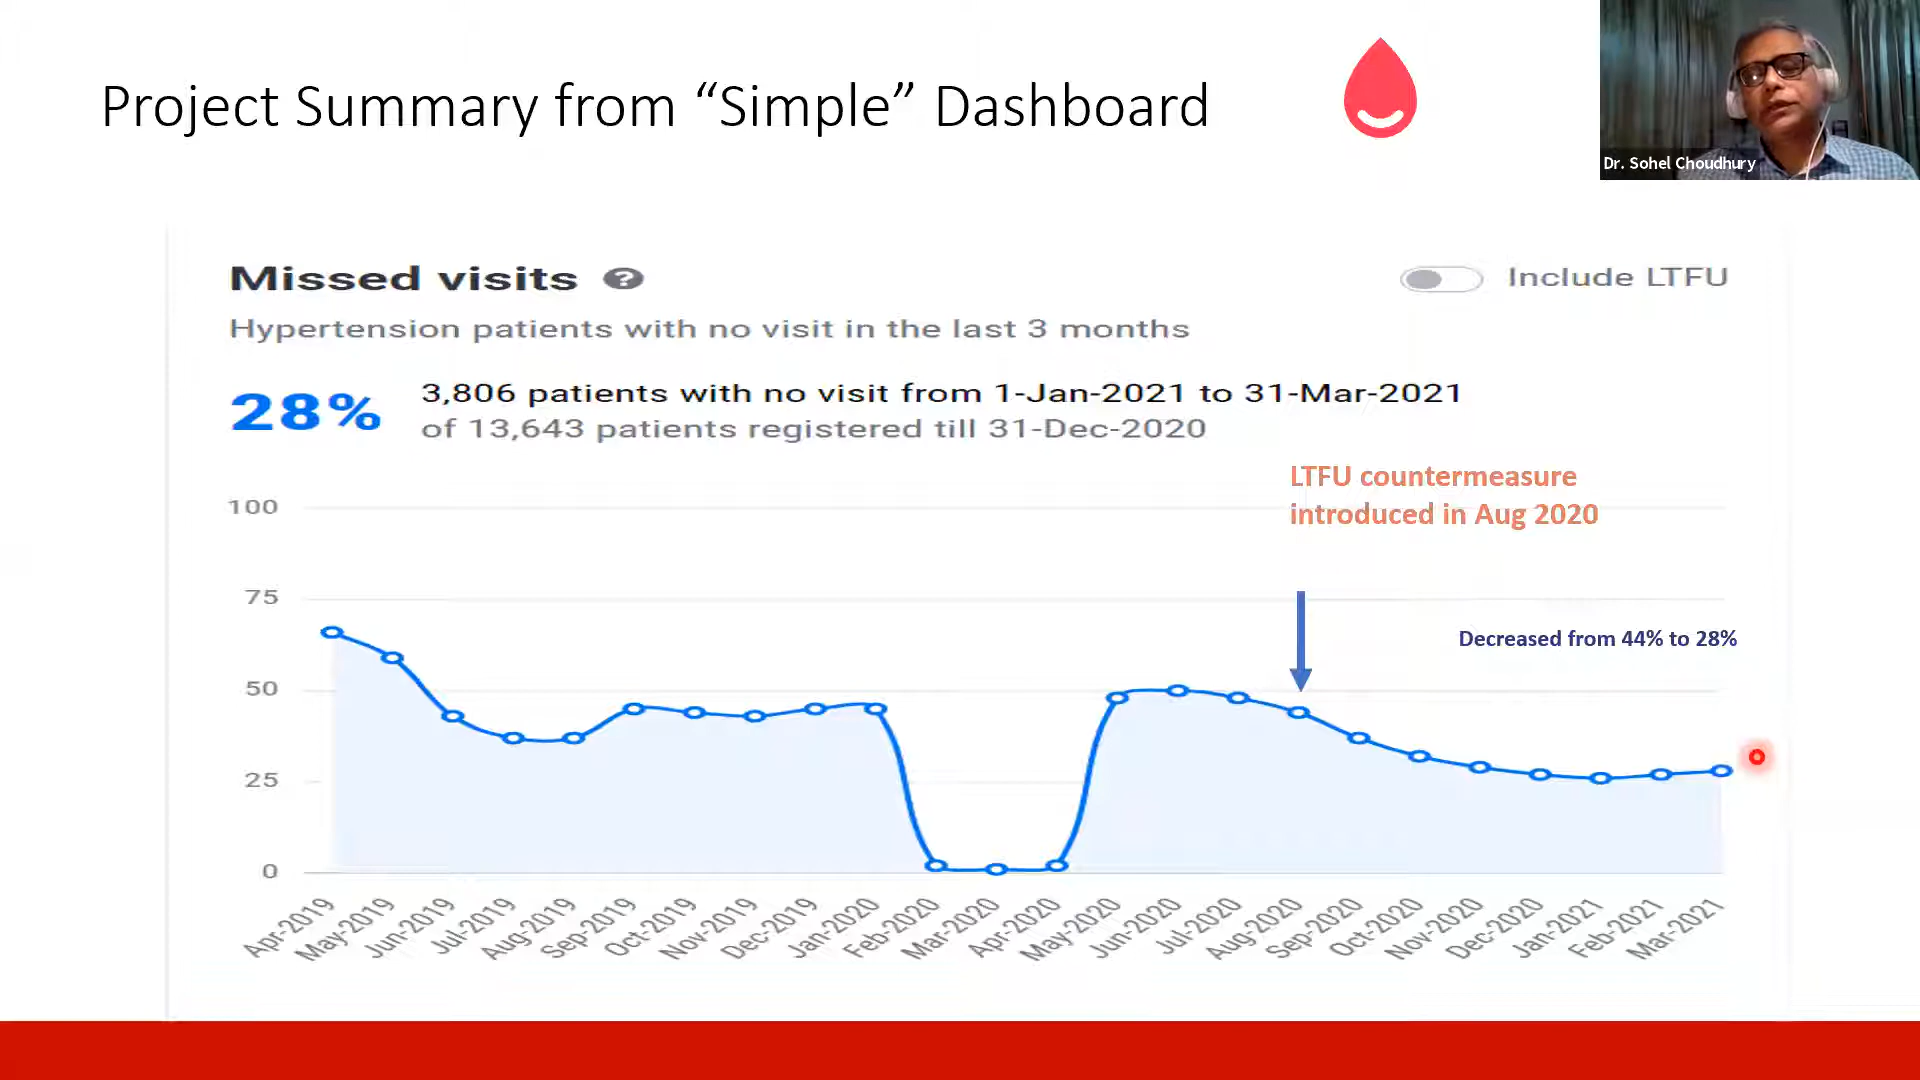 Project Summary from “Simple” Dashboard
Dr. Sohel Choudhury
Missed visits ?
Include LTFU
Hypertension patients with no visit in the last 3 months
28%
3,806 patients with no visit from 1-Jan-2021 to 31-Mar-2021
of 13,643 patients registered till 31-Dec-2020
LTFU countermeasure
introduced in Aug 2020
Decreased from 44% to 28%
100
75
50
25
0
Apr-2019
May-2019
Jun-2019
Jul-2019
Aug-2019
Sep-2019
Oct-2019
Nov-2019
Dec-2019
Jan-2020
Feb-2020
Mar-2020
Apr-2020
May-2020
Jun-2020
Jul-2020
Aug-2020
Sep-2020
Oct-2020
Nov-2020
Dec-2020
Jan-2021
Feb-2021
Mar-2021